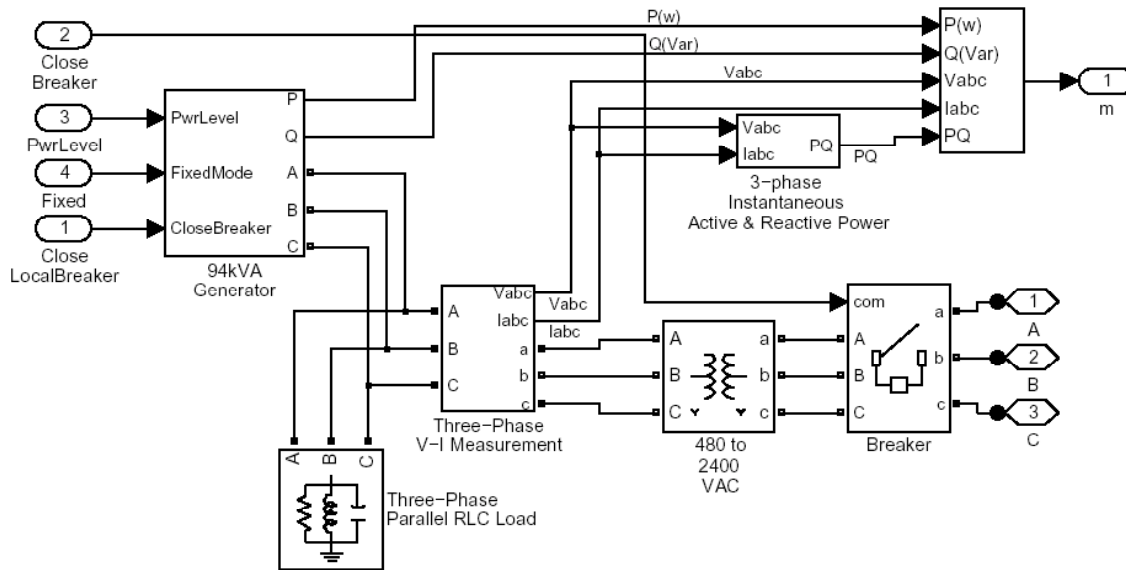 2
Close
Breaker
3
PwrLevel
4
Fixed
1
Close
LocalBreaker
PwrLevel
FixedMode
CloseBreaker
P
Q
A
B
C
94kVA
Generator
P(w)
Q(Var)
Vabc
P(w)
Q(Var)
Vabc
Iabc
PQ
1
m
Vabc
Iabc
PQ
PQ
3-phase
Instantaneous
Active & Reactive Power
A
B
C
Vabc
Iabc
a
b
c
Vabc
Iabc
Three-Phase
V-I Measurement
A
B
C
a
b
c
480 to
2400
VAC
com
A
B
C
a
b
c
Breaker
1
A
2
B
3
C
A
B
C
Three-Phase
Parallel RLC Load